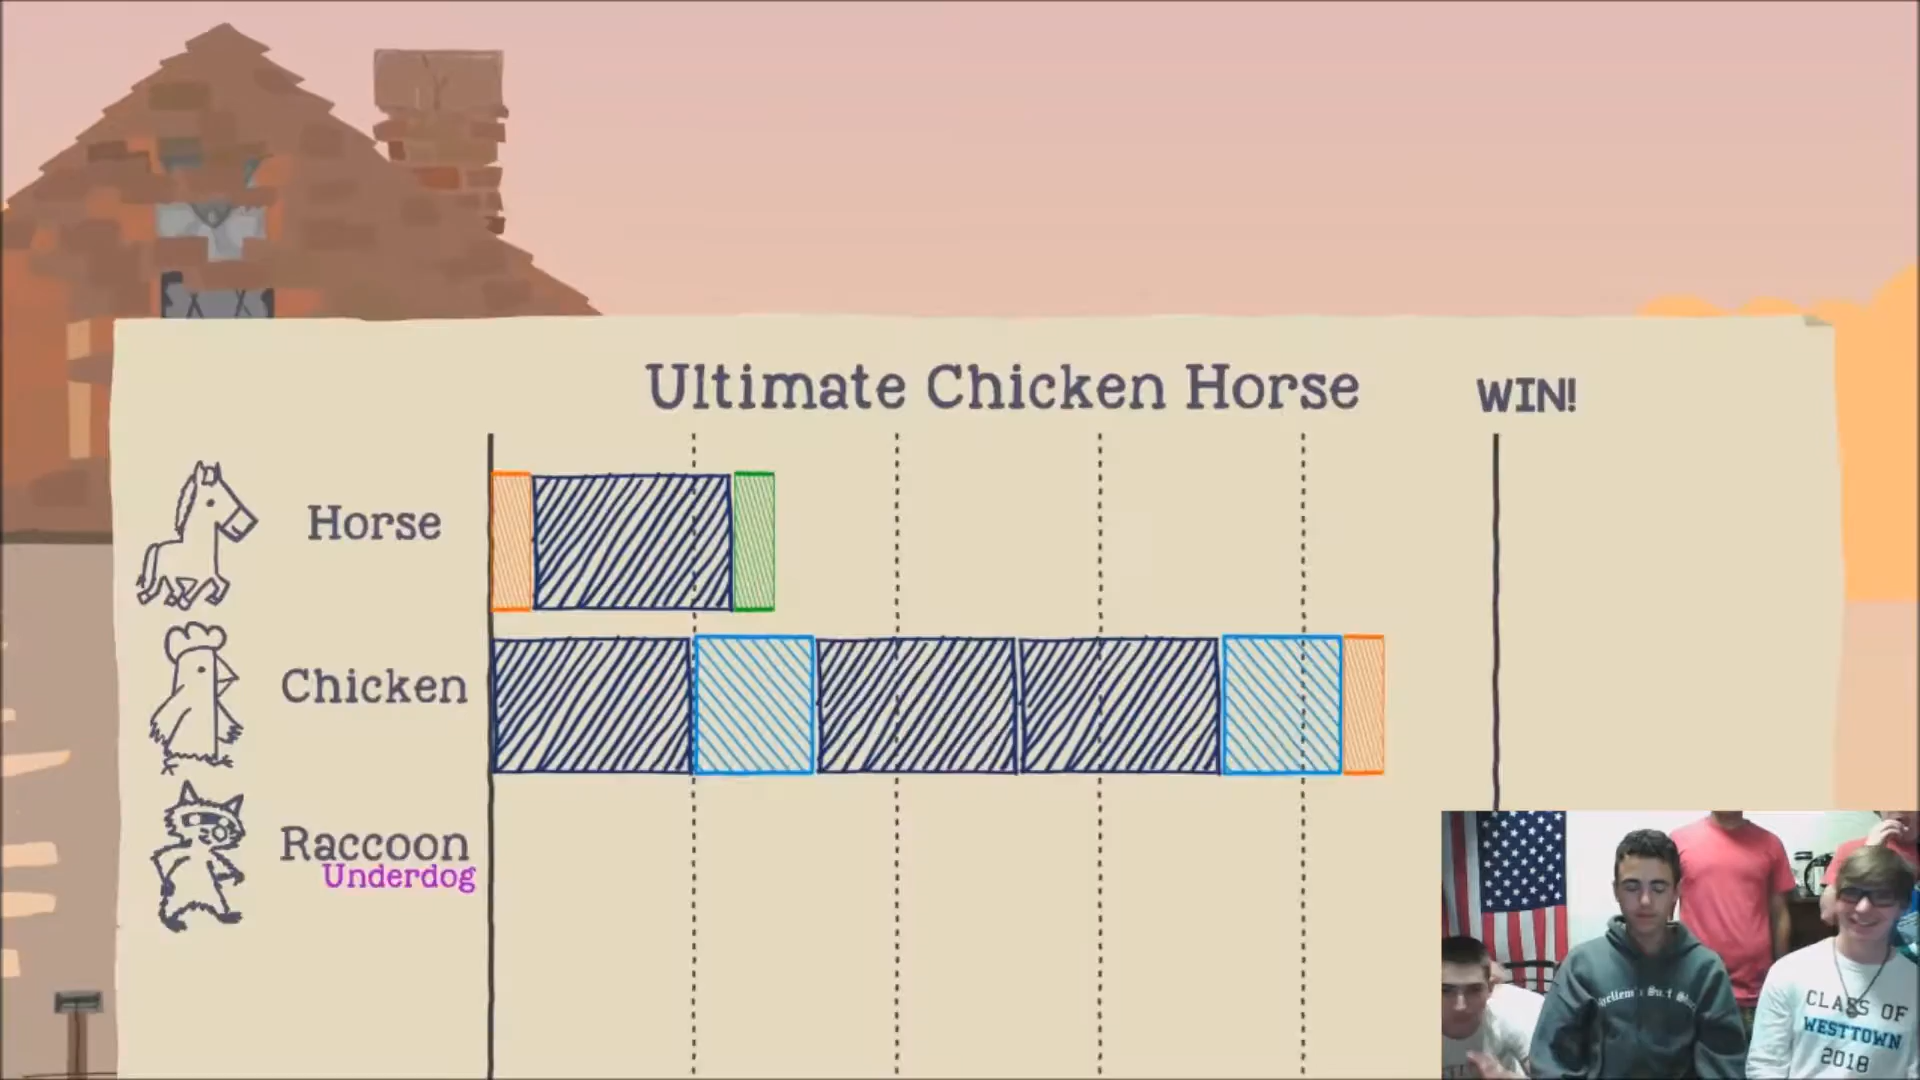 Ultimate Chicken Horse
WIN!
Horse
Chicken
Raccoon
Underdog
CLASS OF
WESTTOWN
2018